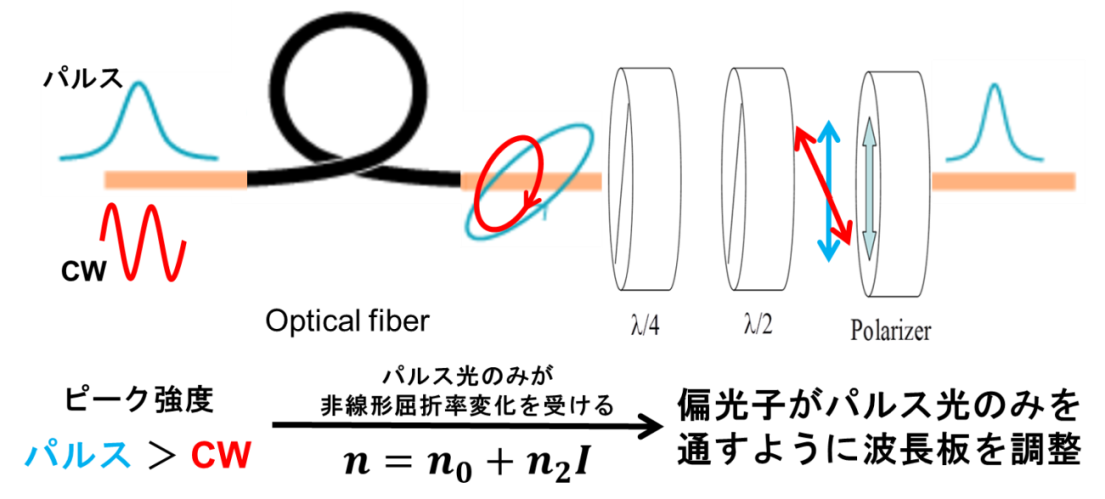 パルス
CW
Optical fiber
λ/4
λ/2
Polarizer
ピーク強度
パルス > CW
パルス光のみが
非線形屈折率変化を受ける
n = n₀ + n₂I
偏光子がパルス光のみを
通すように波長板を調整